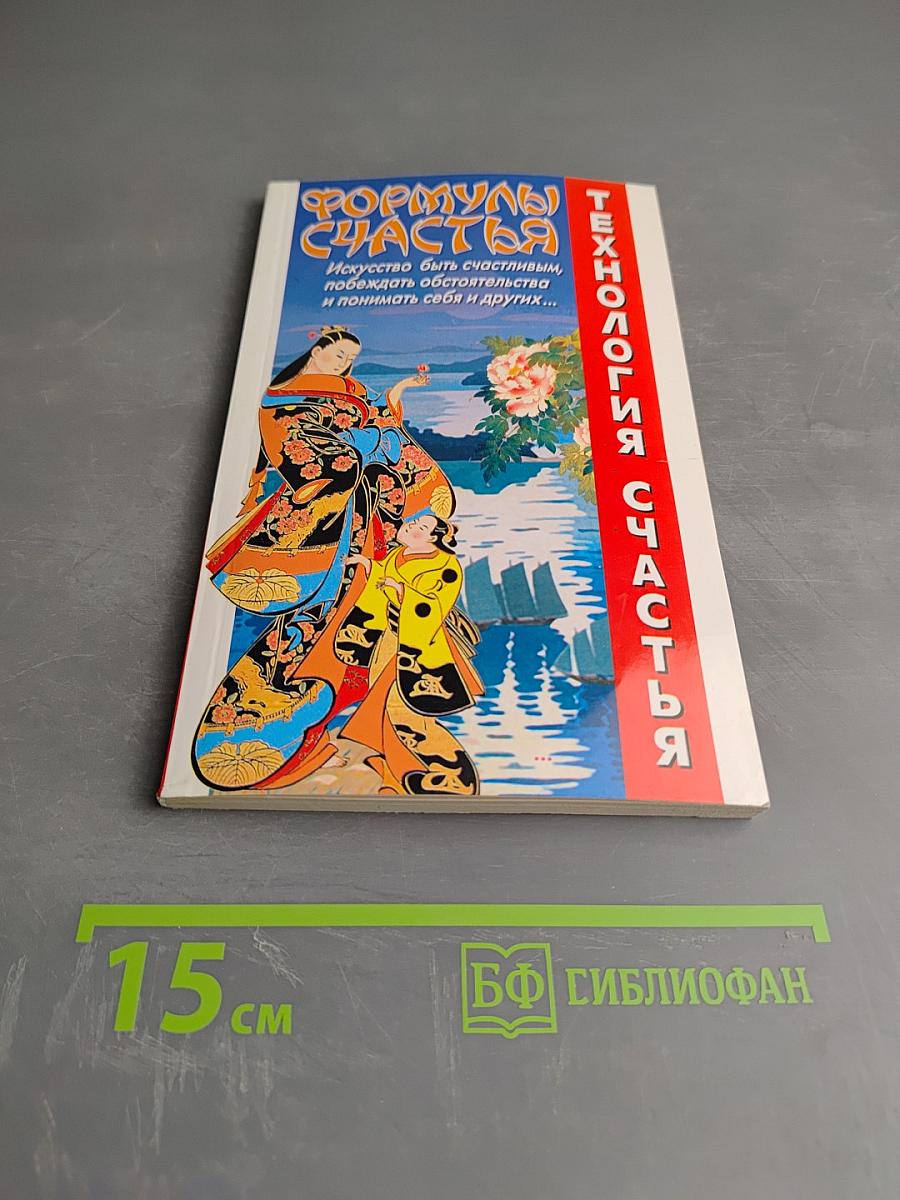 ФОРМУЛЫ
СЧАСТЬЯ
Искусство быть счастливым,
побеждать обстоятельства
и понимать себя и других...
ТЕХНОЛОГИЯ СЧАСТЬЯ
...
15 см
БФ БИБЛИОФАН